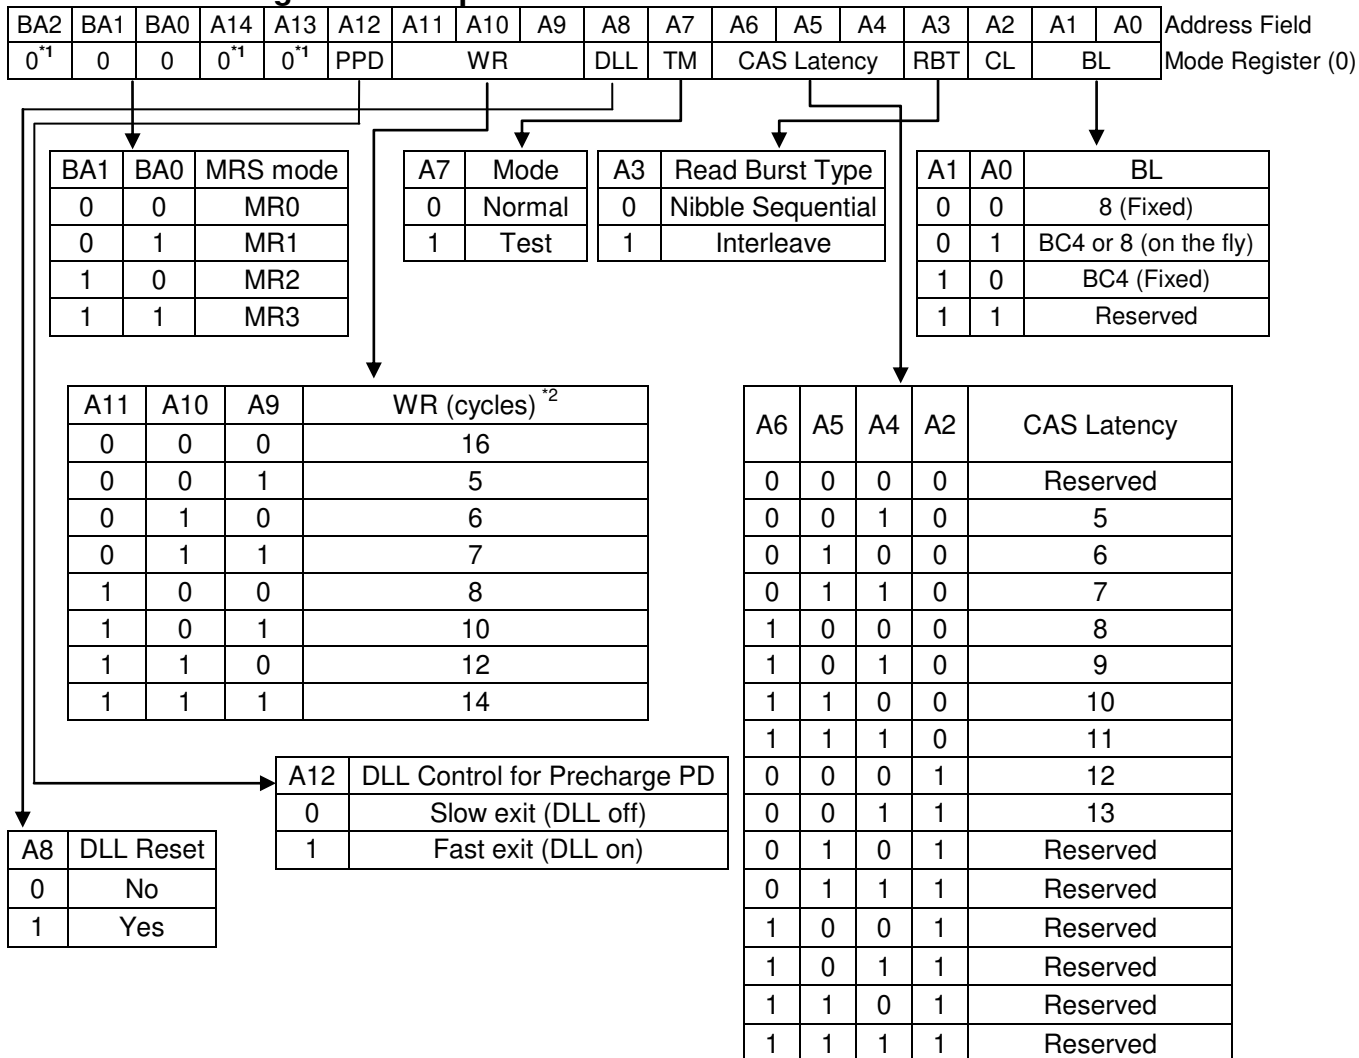 BA2 BA1 BA0 A14 A13 A12 A11 A10 A9 A8 A7 A6 A5 A4 A3 A2 A1 A0 Address Field
0*1 0 0 0*1 0*1 PPD WR DLL TM CAS Latency RBT CL BL Mode Register (0)
BA1 BA0 MRS mode
0 0 MR0
0 1 MR1
1 0 MR2
1 1 MR3
A7 Mode
0 Normal
1 Test
A3 Read Burst Type
0 Nibble Sequential
1 Interleave
A1 A0 BL
0 0 8 (Fixed)
0 1 BC4 or 8 (on the fly)
1 0 BC4 (Fixed)
1 1 Reserved
A11 A10 A9 WR (cycles) *2
0 0 0 16
0 0 1 5
0 1 0 6
0 1 1 7
1 0 0 8
1 0 1 10
1 1 0 12
1 1 1 14
A6 A5 A4 A2 CAS Latency
0 0 0 0 Reserved
0 0 1 0 5
0 1 0 0 6
0 1 1 0 7
1 0 0 0 8
1 0 1 0 9
1 1 0 0 10
1 1 1 0 11
0 0 0 1 12
0 0 1 1 13
0 1 0 1 Reserved
0 1 1 1 Reserved
1 0 0 1 Reserved
1 0 1 1 Reserved
1 1 0 1 Reserved
1 1 1 1 Reserved
A12 DLL Control for Precharge PD
0 Slow exit (DLL off)
1 Fast exit (DLL on)
A8 DLL Reset
0 No
1 Yes